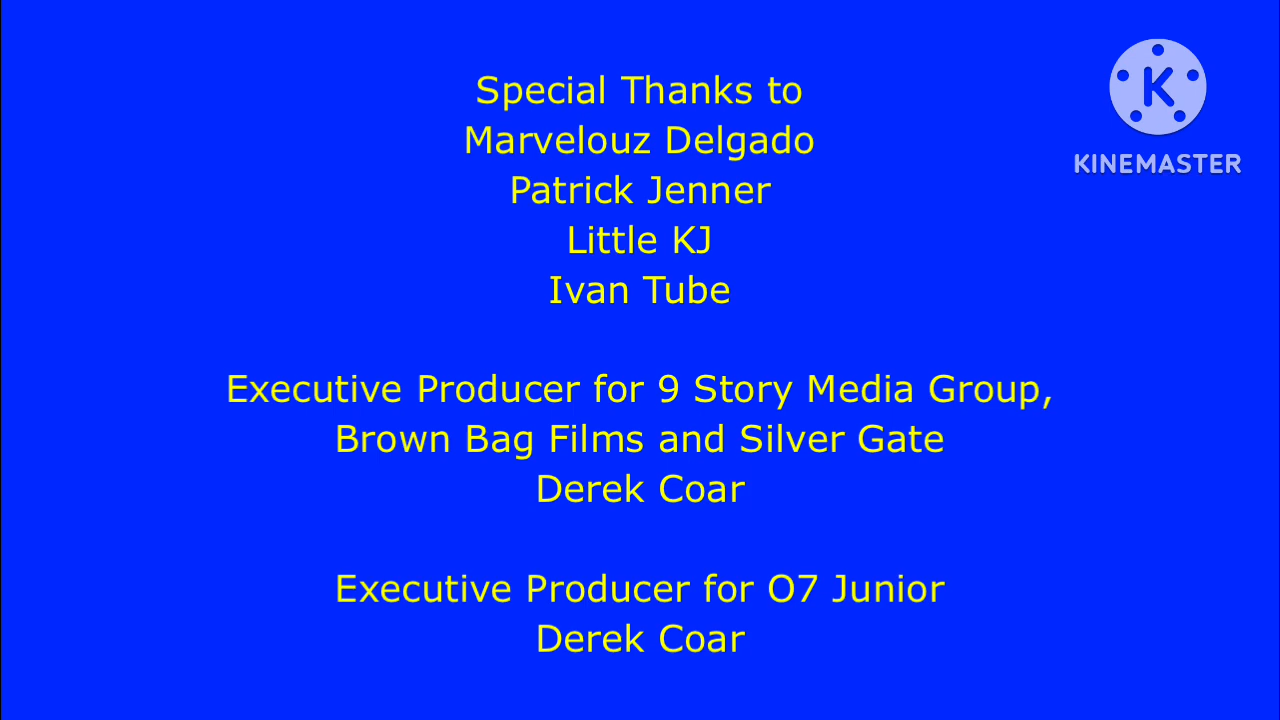 Special Thanks to
Marvelouz Delgado
Patrick Jenner
Little KJ
Ivan Tube
Executive Producer for 9 Story Media Group,
Brown Bag Films and Silver Gate
Derek Coar
Executive Producer for O7 Junior
Derek Coar
K
KINEMASTER